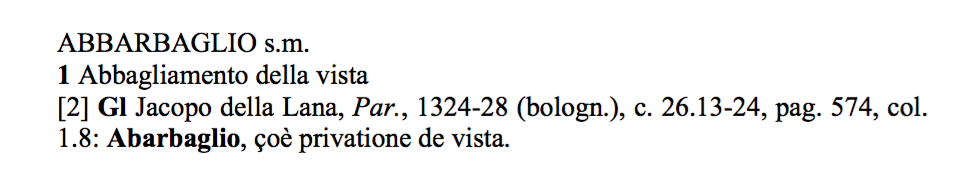 ABBARBAGLIO s.m.
1 Abbagliamento della vista
[2] Gl Jacopo della Lana, Par., 1324-28 (bologn.), c. 26.13-24, pag. 574, col.
1.8: Abarbaglio, çoè privatione de vista.